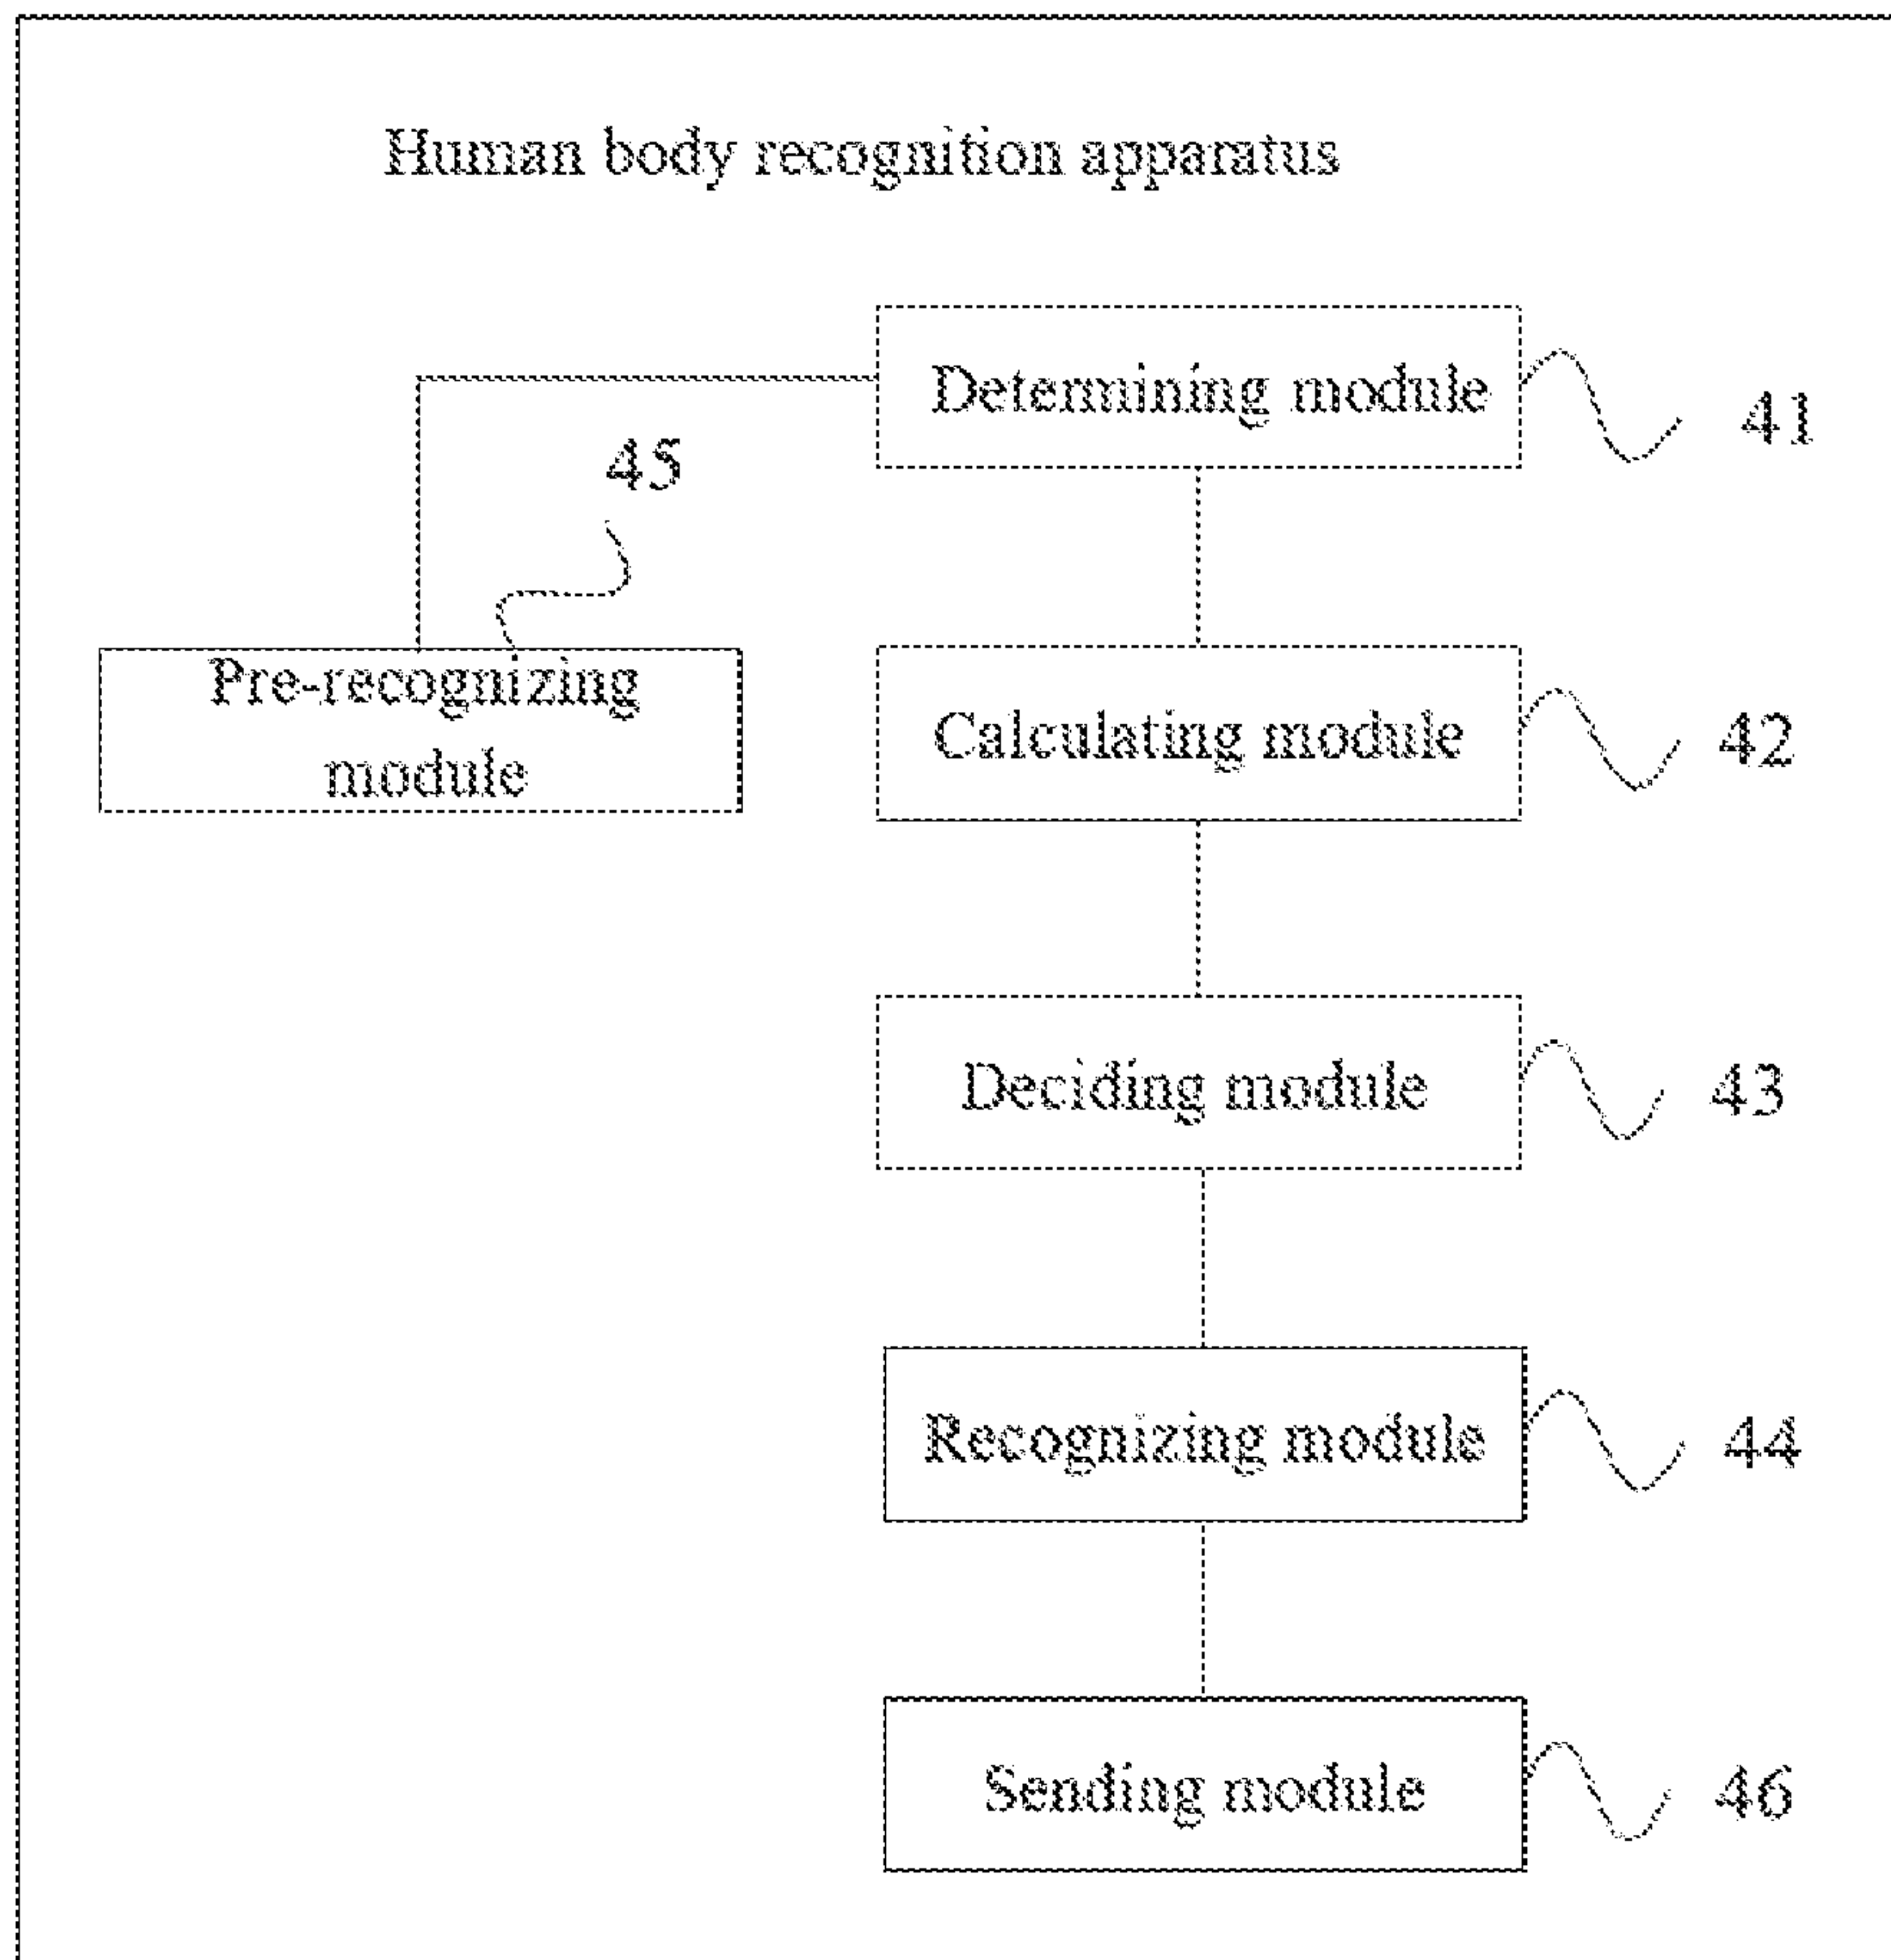 Human body recognition apparatus
Determining module
41
45
Pre-recognizing
module
Calculating module
42
Deciding module
43
Recognizing module
44
Sending module
46